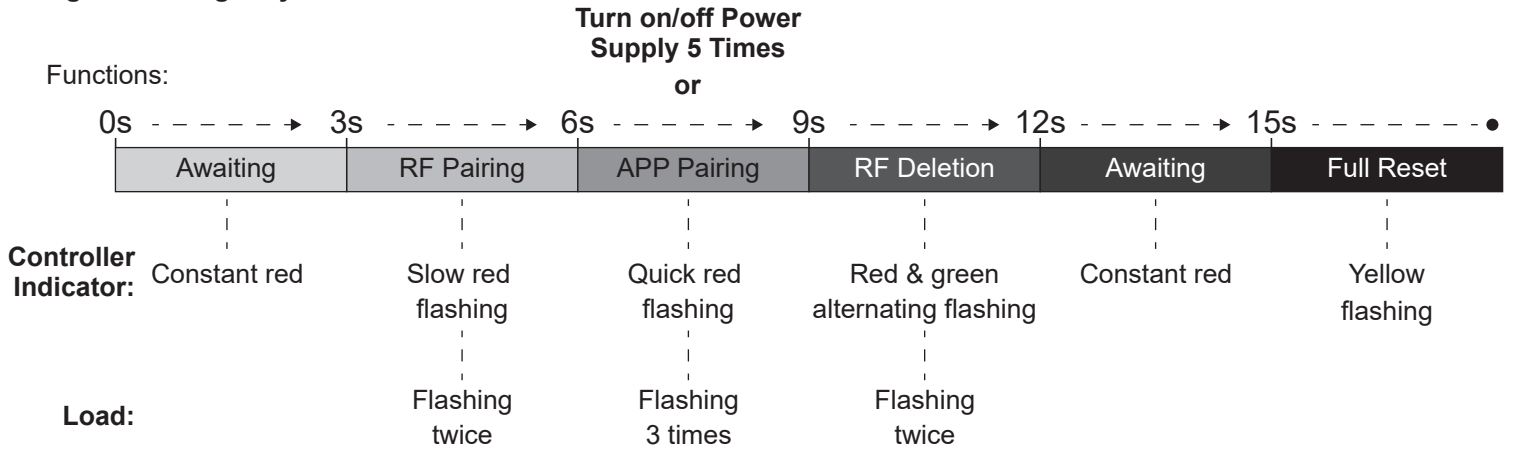 Turn on/off Power
Supply 5 Times
or
Functions:
0s 3s 6s 9s 12s 15s
Awaiting RF Pairing APP Pairing RF Deletion Awaiting Full Reset
Controller
Indicator:
Constant red
Slow red
flashing
Quick red
flashing
Red & green
alternating flashing
Constant red
Yellow
flashing
Load:
Flashing
twice
Flashing
3 times
Flashing
twice